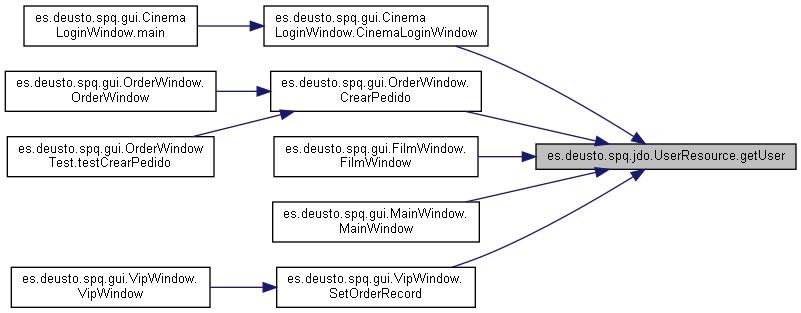 es.deusto.spq.gui.Cinema
LoginWindow.main
es.deusto.spq.gui.Cinema
LoginWindow.CinemaLoginWindow
es.deusto.spq.gui.OrderWindow.
OrderWindow
es.deusto.spq.gui.OrderWindow.
CrearPedido
es.deusto.spq.gui.OrderWindow
Test.testCrearPedido
es.deusto.spq.gui.FilmWindow.
FilmWindow
es.deusto.spq.jdo.UserResource.getUser
es.deusto.spq.gui.MainWindow.
MainWindow
es.deusto.spq.gui.VipWindow.
VipWindow
es.deusto.spq.gui.VipWindow.
SetOrderRecord